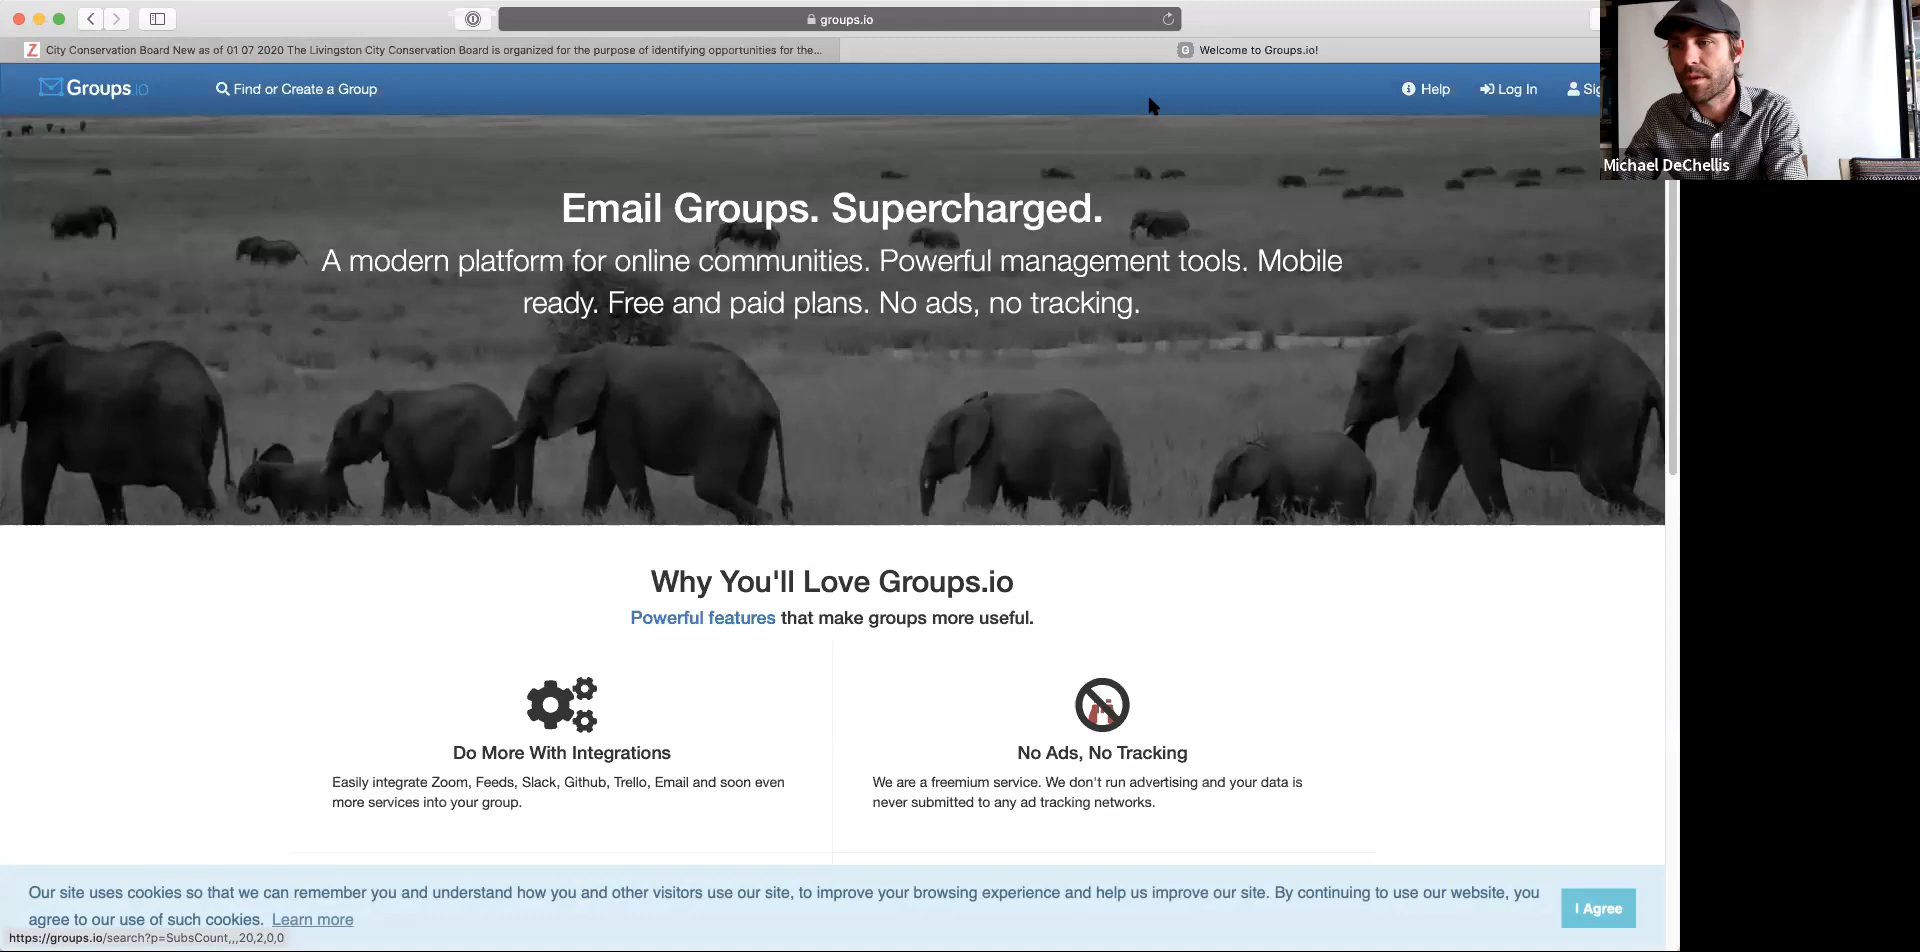 groups.io
City Conservation Board New as of 01 07 2020 The Livingston City Conservation Board is organized for the purpose of identifying opportunities for the...
G Welcome to Groups.io!
Groups.io
Find or Create a Group
Help
Log In
Sig
Michael DeChellis
Email Groups. Supercharged.
A modern platform for online communities. Powerful management tools. Mobile
ready. Free and paid plans. No ads, no tracking.
Why You'll Love Groups.io
Powerful features that make groups more useful.
Do More With Integrations
Easily integrate Zoom, Feeds, Slack, Github, Trello, Email and soon even
more services into your group.
No Ads, No Tracking
We are a freemium service. We don't run advertising and your data is
never submitted to any ad tracking networks.
Our site uses cookies so that we can remember you and understand how you and other visitors use our site, to improve your browsing experience and help us improve our site. By continuing to use our website, you
agree to our use of such cookies. Learn more
I Agree
https://groups.io/search?p=SubsCount,,,20,2,0,0